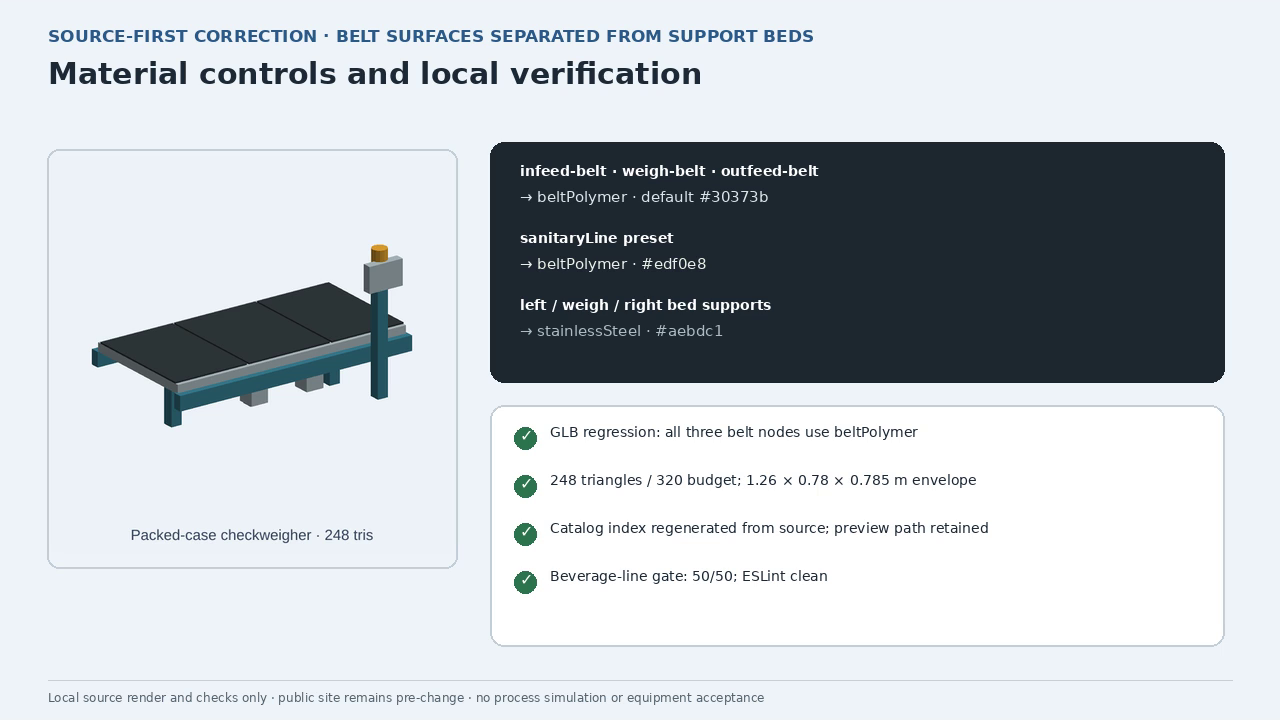 SOURCE-FIRST CORRECTION · BELT SURFACES SEPARATED FROM SUPPORT BEDS
Material controls and local verification
Packed-case checkweigher · 248 tris
infeed-belt · weigh-belt · outfeed-belt
→ beltPolymer · default #30373b
sanitaryLine preset
→ beltPolymer · #edf0e8
left / weigh / right bed supports
→ stainlessSteel · #aebdc1
✓ GLB regression: all three belt nodes use beltPolymer
✓ 248 triangles / 320 budget; 1.26 × 0.78 × 0.785 m envelope
✓ Catalog index regenerated from source; preview path retained
✓ Beverage-line gate: 50/50; ESLint clean
Local source render and checks only · public site remains pre-change · no process simulation or equipment acceptance